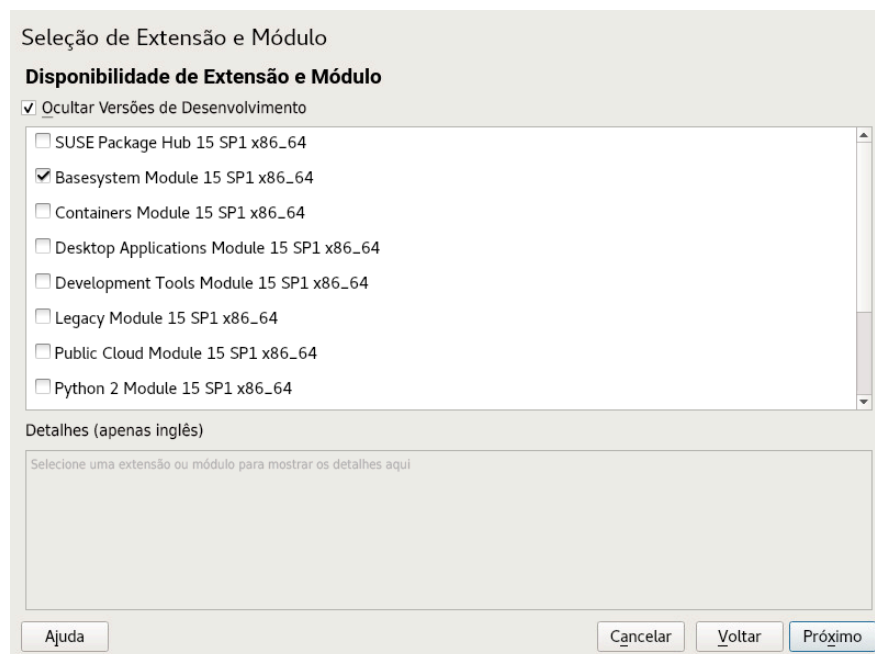 Seleção de Extensão e Módulo
Disponibilidade de Extensão e Módulo
Ocultar Versões de Desenvolvimento
SUSE Package Hub 15 SP1 x86_64
Basesystem Module 15 SP1 x86_64
Containers Module 15 SP1 x86_64
Desktop Applications Module 15 SP1 x86_64
Development Tools Module 15 SP1 x86_64
Legacy Module 15 SP1 x86_64
Public Cloud Module 15 SP1 x86_64
Python 2 Module 15 SP1 x86_64
Detalhes (apenas inglês)
Selecione uma extensão ou módulo para mostrar os detalhes aqui
Ajuda Cancelar Voltar Próximo